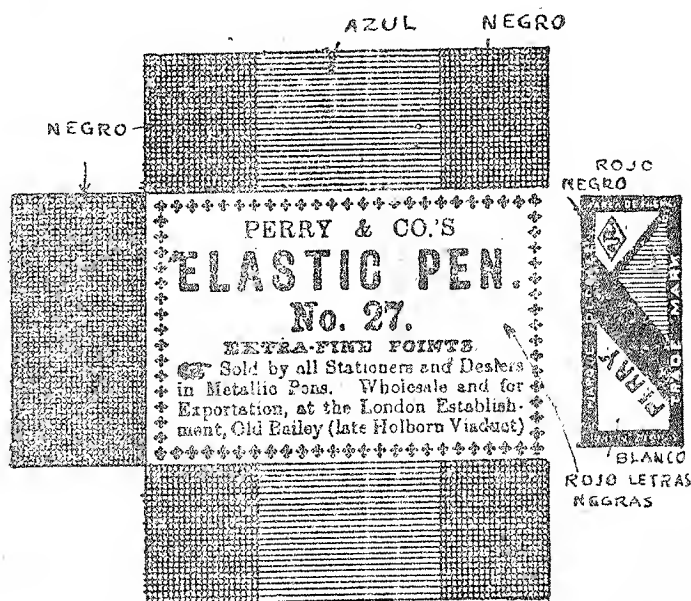 AZUL
NEGRO
NEGRO
ROJO
NEGRO
PERRY & CO.'S
ELASTIC PEN.
No. 27.
EXTRA-FINE POINTS
Sold by all Stationers and Dealers
in Metallic Pens. Wholesale and for
Exportation, at the London Establish-
ment, Old Bailey (late Holborn Viaduct)
PERRY
TRADE MARK
BLANCO
ROJO LETRAS
NEGRAS